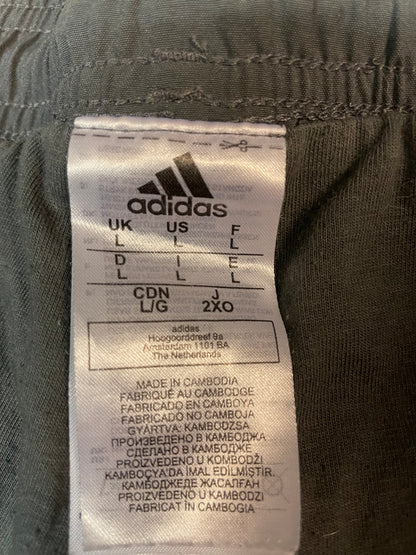 adidas
UK US F
L L L
D I E
L L L
CDN J
L/G 2XO
adidas
Hoogoorddreef 9a
Amsterdam 1101 BA
The Netherlands
MADE IN CAMBODIA
FABRIQUÉ AU CAMBODGE
FABRICADO EN CAMBOYA
FABRICADO NO CAMBOJA
GYÁRTVA: KAMBODZSA
ПРОИЗВЕДЕНО В КАМБОДЖА
СДЕЛАНО В КАМБОДЖЕ
PROIZVEDENO U KAMBODŽI
KAMBOÇYA'DA İMAL EDİLMİŞTİR.
КАМБОДЖЕДЕ ЖАСАЛҒАН
PROIZVEDENO V KAMBODŽI
FABRICAT ÎN CAMBOGIA